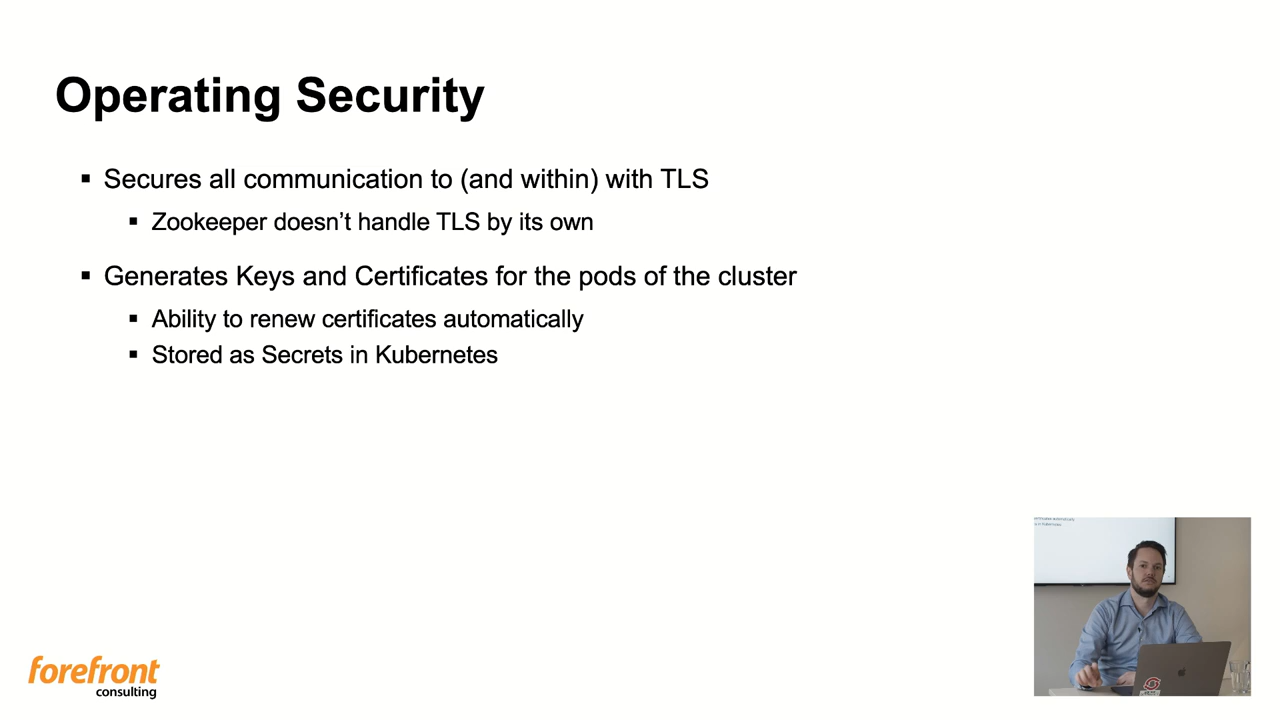 Operating Security
▪ Secures all communication to (and within) with TLS
▪ Zookeeper doesn’t handle TLS by its own
▪ Generates Keys and Certificates for the pods of the cluster
▪ Ability to renew certificates automatically
▪ Stored as Secrets in Kubernetes
forefront
consulting